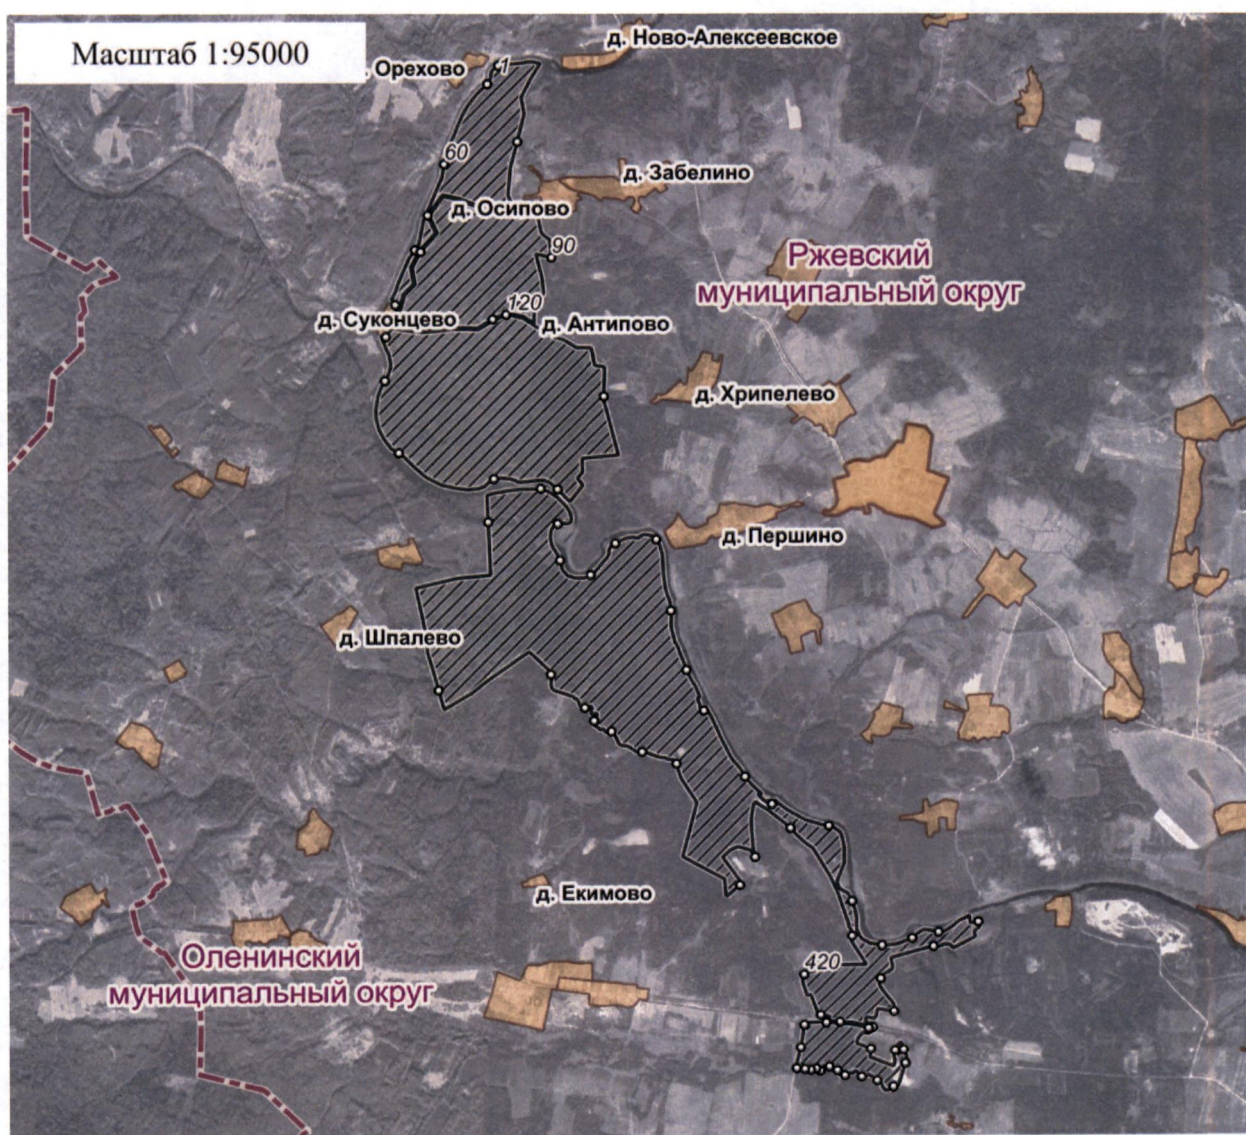 Масштаб 1:95000
д. Ново-Алексеевское
. Орехово
1
60
д. Забелино
д. Осипово
90
Ржевский
муниципальный округ
120
д. Суконцево
д. Антипово
д. Хрипелево
д. Першино
д. Шпалево
д. Екимово
Оленинский
муниципальный округ
420